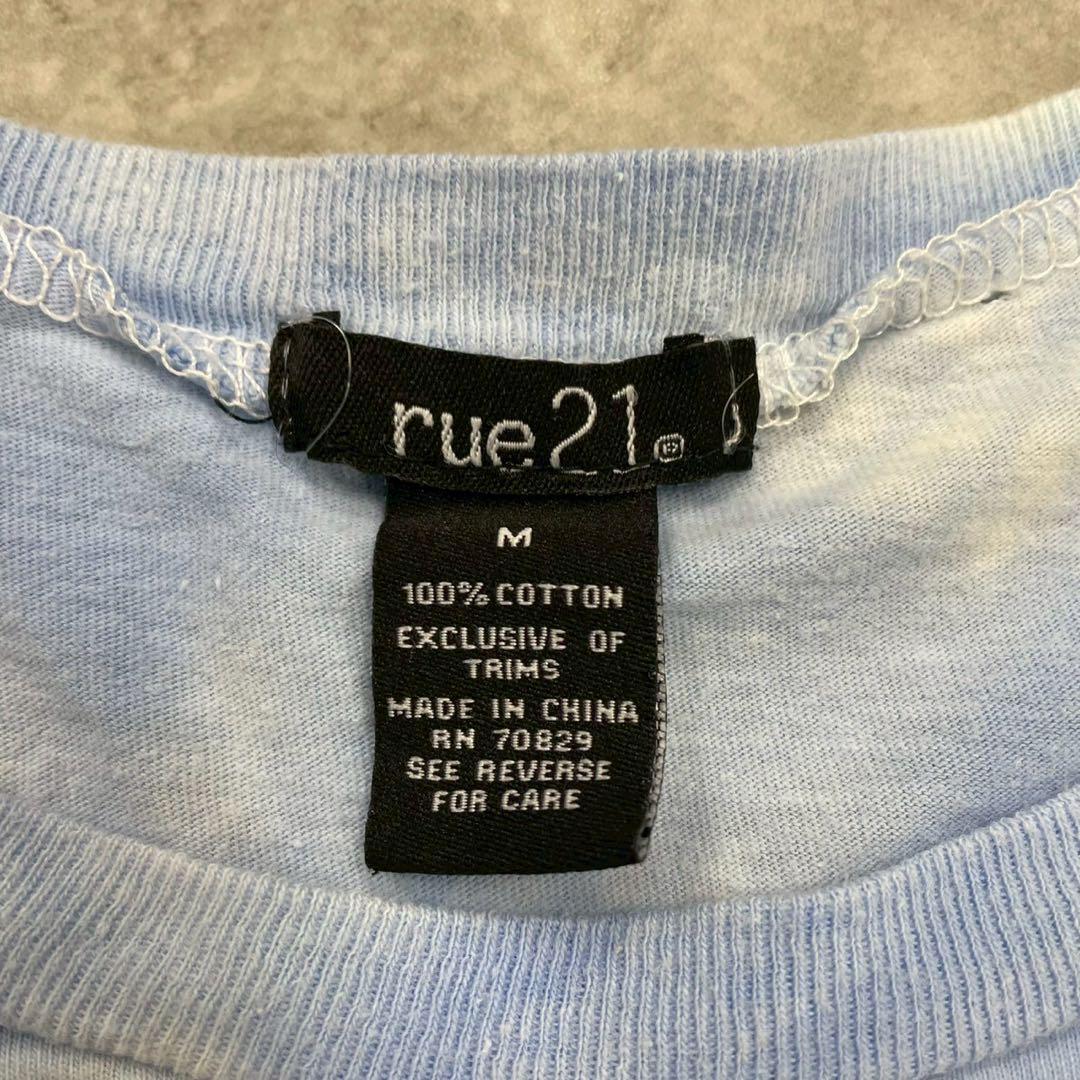 rue21®
M
100% COTTON
EXCLUSIVE OF
TRIMS
MADE IN CHINA
RN 70829
SEE REVERSE
FOR CARE